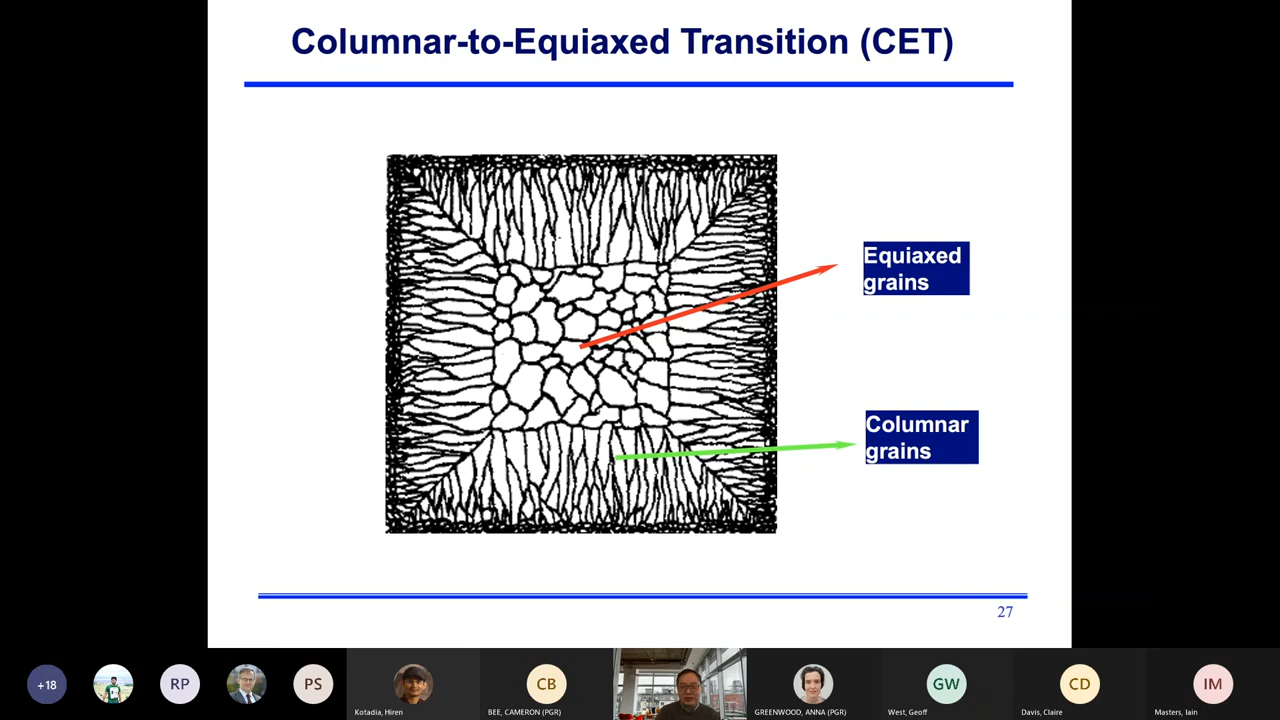 Columnar-to-Equiaxed Transition (CET)
Equiaxed
grains
Columnar
grains
27
+18
RP
PS
Kotadia, Hiren
CB
BEE, CAMERON (PGR)
GREENWOOD, ANNA (PGR)
GW
West, Geoff
CD
Davis, Claire
IM
Masters, Iain